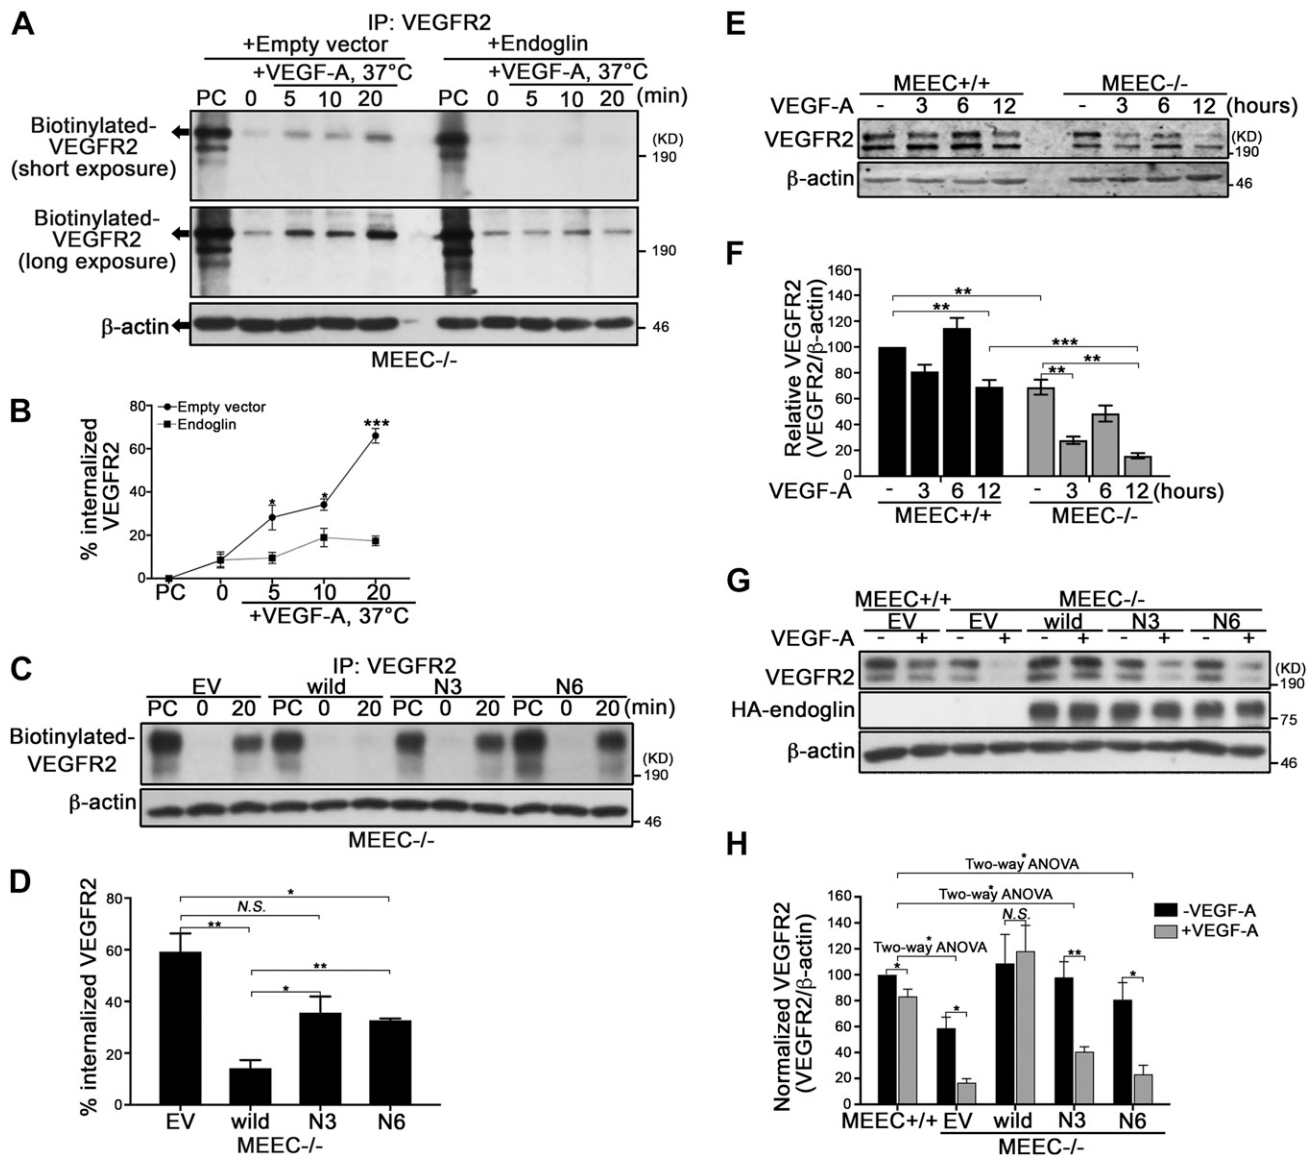 A
IP: VEGFR2
+Empty vector
+Endoglin
+VEGF-A, 37°C
+VEGF-A, 37°C
PC 0 5 10 20 PC 0 5 10 20 (min)
Biotinylated-
VEGFR2
(short exposure)
(KD)
190
Biotinylated-
VEGFR2
(long exposure)
190
β-actin
46
MEEC-/-
B
% internalized
VEGFR2
80
60
40
20
0
Empty vector
Endoglin
*
*
***
PC 0 5 10 20
+VEGF-A, 37°C
C
IP: VEGFR2
EV wild N3 N6
PC 0 20 PC 0 20 PC 0 20 PC 0 20 (min)
Biotinylated-
VEGFR2
(KD)
190
β-actin
46
MEEC-/-
D
% internalized VEGFR2
80
60
40
20
0
*
N.S.
**
**
*
EV wild N3 N6
MEEC-/-
E
MEEC+/+ MEEC-/-
VEGF-A - 3 6 12 - 3 6 12 (hours)
VEGFR2
(KD)
190
β-actin
46
F
Relative VEGFR2
(VEGFR2/β-actin)
160
140
120
100
80
60
40
20
0
**
**
***
**
**
VEGF-A - 3 6 12 - 3 6 12 (hours)
MEEC+/+ MEEC-/-
G
MEEC+/+ MEEC-/-
EV EV wild N3 N6
VEGF-A - + - + - + - + - +
VEGFR2
(KD)
190
HA-endoglin
75
β-actin
46
H
Normalized VEGFR2
(VEGFR2/β-actin)
160
140
120
100
80
60
40
20
0
*
Two-way ANOVA
*
Two-way ANOVA
N.S.
*
Two-way ANOVA
*
*
**
*
-VEGF-A
+VEGF-A
MEEC+/+ EV wild N3 N6
MEEC-/-